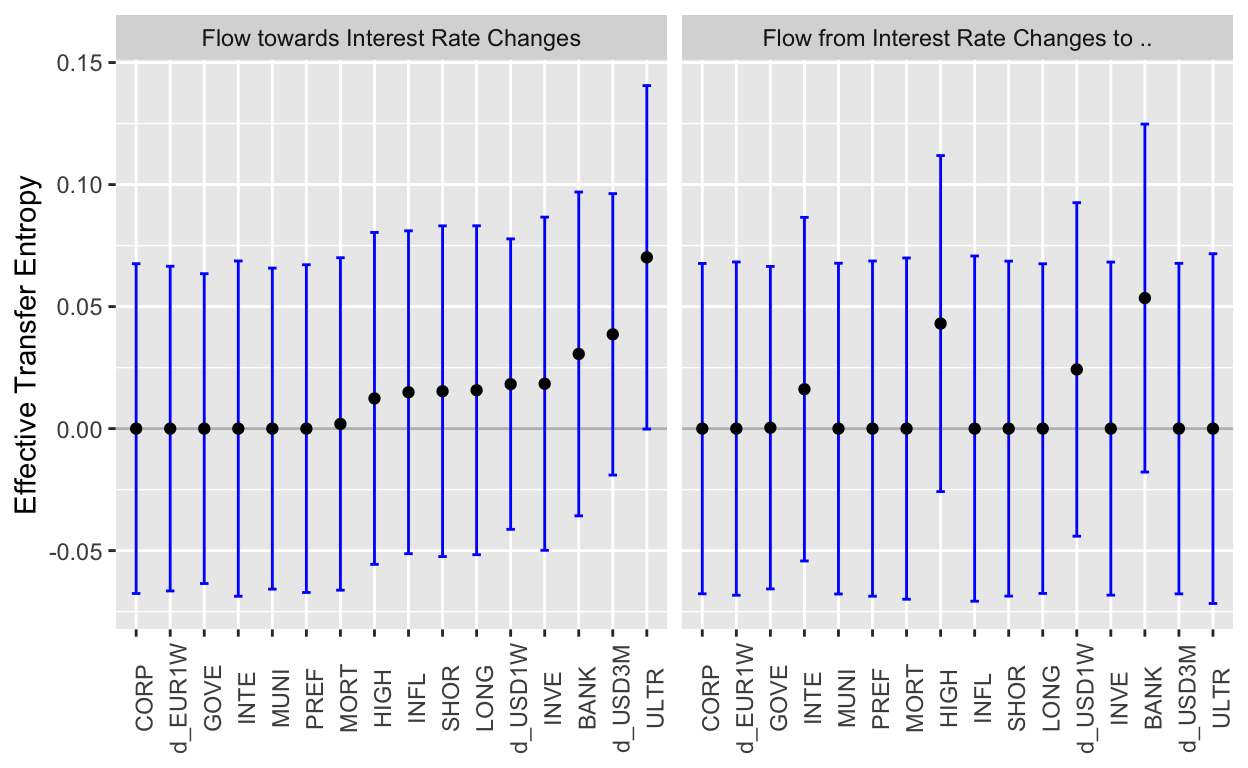 Flow towards Interest Rate Changes
Flow from Interest Rate Changes to ..
Effective Transfer Entropy
0.15
0.10
0.05
0.00
-0.05
CORP
d_EUR1W
GOVE
INTE
MUNI
PREF
MORT
HIGH
INFL
SHOR
LONG
d_USD1W
INVE
BANK
d_USD3M
ULTR
CORP
d_EUR1W
GOVE
INTE
MUNI
PREF
MORT
HIGH
INFL
SHOR
LONG
d_USD1W
INVE
BANK
d_USD3M
ULTR